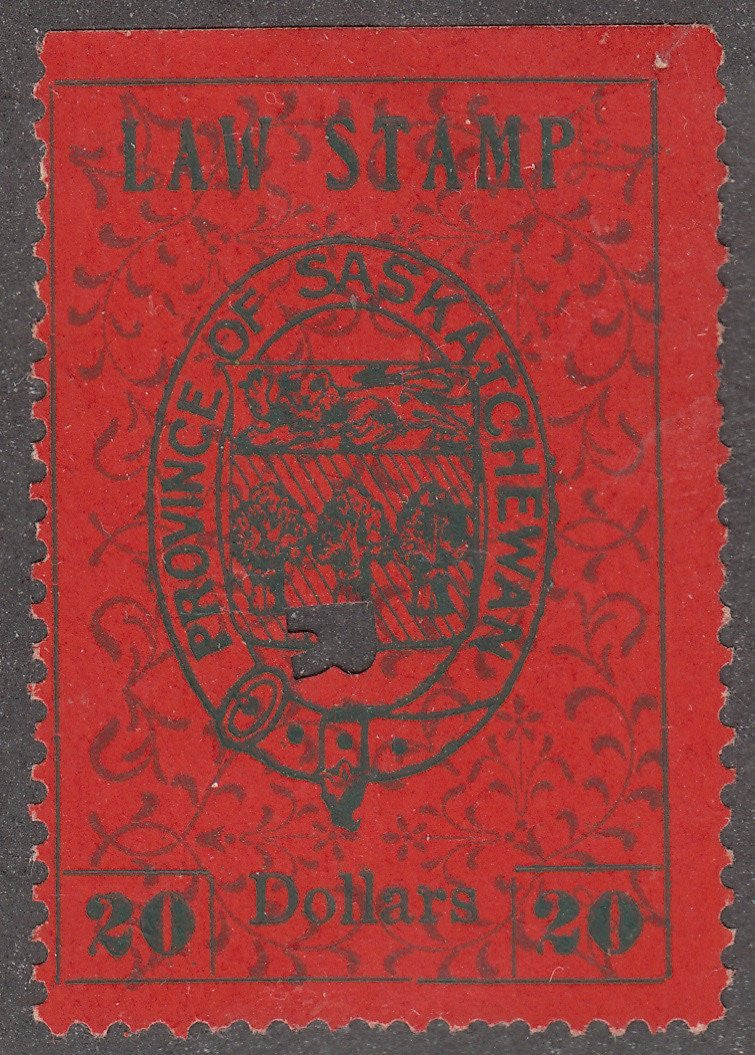 LAW STAMP
PROVINCE OF SASKATCHEWAN
20 Dollars 20